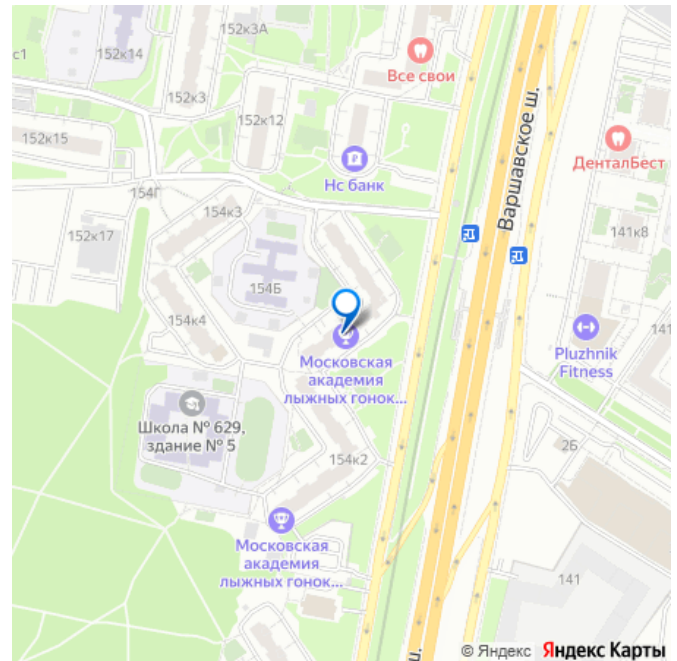 152к3А
с1
152к14
Все свои
152к3
152к12
152к15
Варшавское ш.
ДенталБест
Нс банк
154Г
154к3
152к17
141к8
154Б
154к4
141
Московская
академия
лыжных гонок...
Pluzhnik
Fitness
Школа № 629,
здание № 5
2Б
154к2
Московская
академия
лыжных гонок...
141
ш.
© Яндекс Яндекс Карты